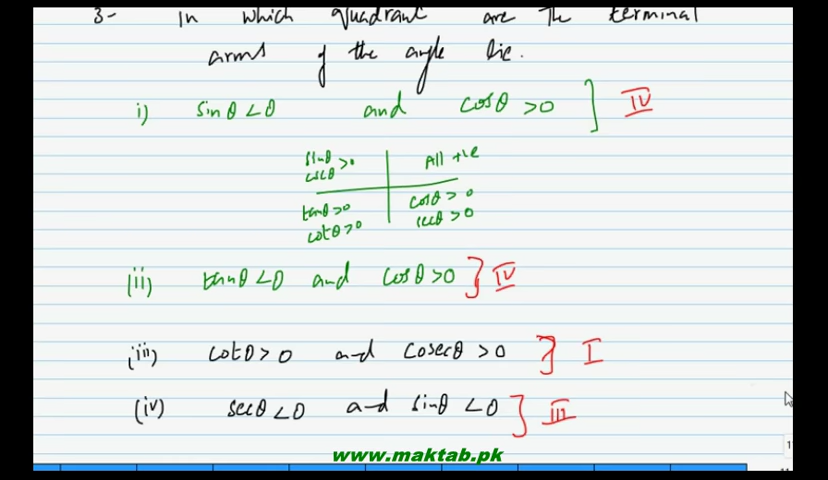 3- In which quadrant are the terminal
arms of the angle lie.
i) sinθ < 0 and cosθ > 0 ] IV
sinθ cscθ > 0 All +ve
tanθ > 0 cosθ > 0
cotθ > 0 secθ > 0
(ii) tanθ < 0 and cosθ > 0 } IV
(iii) cotθ > 0 and cosecθ > 0 } I
(iv) secθ < 0 and sinθ < 0 } III
www.maktab.pk
1